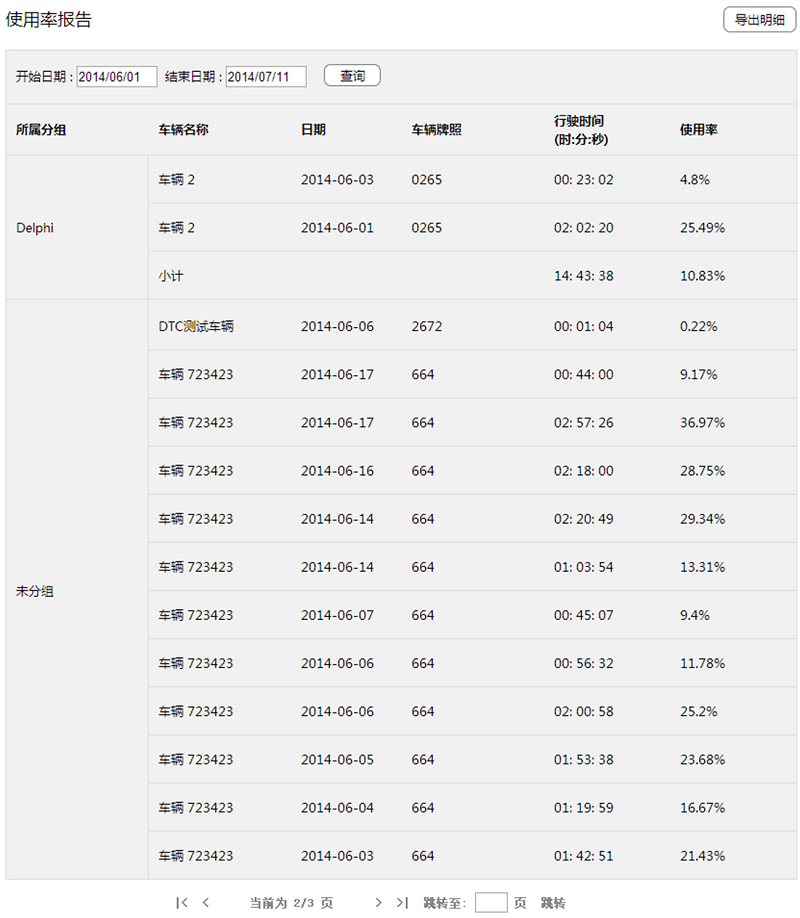 使用率报告
导出明细
开始日期 : 2014/06/01 结束日期 : 2014/07/11 查询
所属分组 车辆名称 日期 车辆牌照 行驶时间 (时:分:秒) 使用率
Delphi
车辆 2 2014-06-03 0265 00: 23: 02 4.8%
车辆 2 2014-06-01 0265 02: 02: 20 25.49%
小计 14: 43: 38 10.83%
未分组
DTC测试车辆 2014-06-06 2672 00: 01: 04 0.22%
车辆 723423 2014-06-17 664 00: 44: 00 9.17%
车辆 723423 2014-06-17 664 02: 57: 26 36.97%
车辆 723423 2014-06-16 664 02: 18: 00 28.75%
车辆 723423 2014-06-14 664 02: 20: 49 29.34%
车辆 723423 2014-06-14 664 01: 03: 54 13.31%
车辆 723423 2014-06-07 664 00: 45: 07 9.4%
车辆 723423 2014-06-06 664 00: 56: 32 11.78%
车辆 723423 2014-06-06 664 02: 00: 58 25.2%
车辆 723423 2014-06-05 664 01: 53: 38 23.68%
车辆 723423 2014-06-04 664 01: 19: 59 16.67%
车辆 723423 2014-06-03 664 01: 42: 51 21.43%
|< < 当前为 2/3 页 > >| 跳转至: 页 跳转